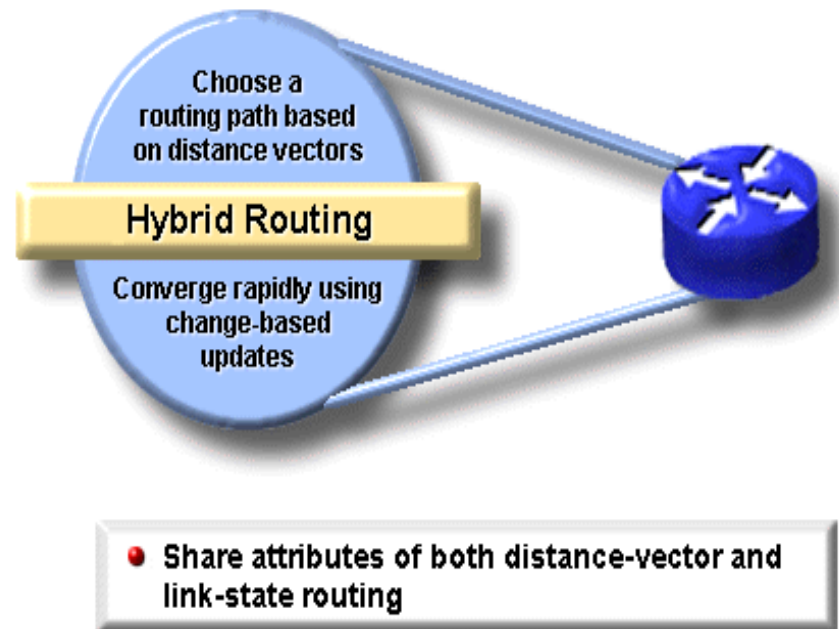 Choose a
routing path based
on distance vectors
Hybrid Routing
Converge rapidly using
change-based
updates
Share attributes of both distance-vector and
link-state routing